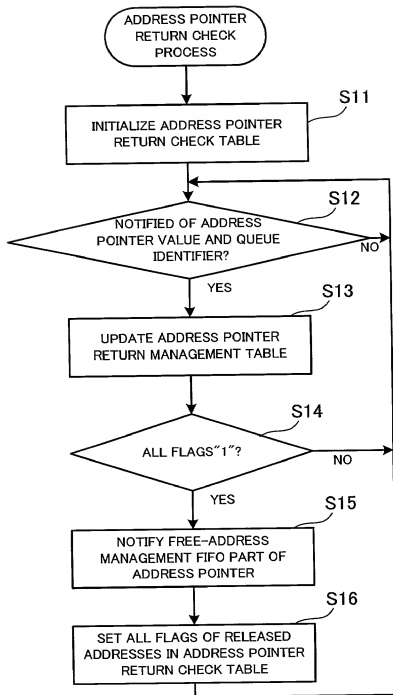 ADDRESS POINTER
RETURN CHECK
PROCESS
S11
INITIALIZE ADDRESS POINTER
RETURN CHECK TABLE
S12
NOTIFIED OF ADDRESS
POINTER VALUE AND QUEUE
IDENTIFIER?
NO
YES
S13
UPDATE ADDRESS POINTER
RETURN MANAGEMENT TABLE
S14
ALL FLAGS"1"?
NO
YES
S15
NOTIFY FREE-ADDRESS
MANAGEMENT FIFO PART OF
ADDRESS POINTER
S16
SET ALL FLAGS OF RELEASED
ADDRESSES IN ADDRESS POINTER
RETURN CHECK TABLE